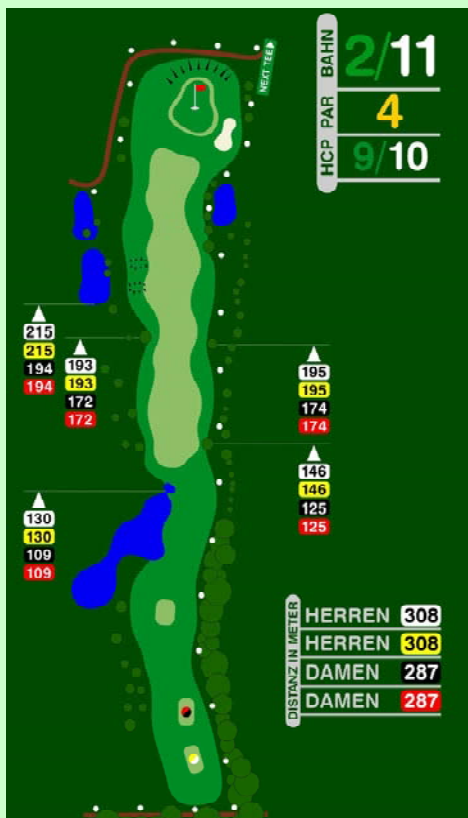 NEXT TEE
BAHN 2/11
PAR 4
HCP 9/10
215
215
194
194
193
193
172
172
195
195
174
174
146
146
125
125
130
130
109
109
DISTANZ IN METER
HERREN 308
HERREN 308
DAMEN 287
DAMEN 287